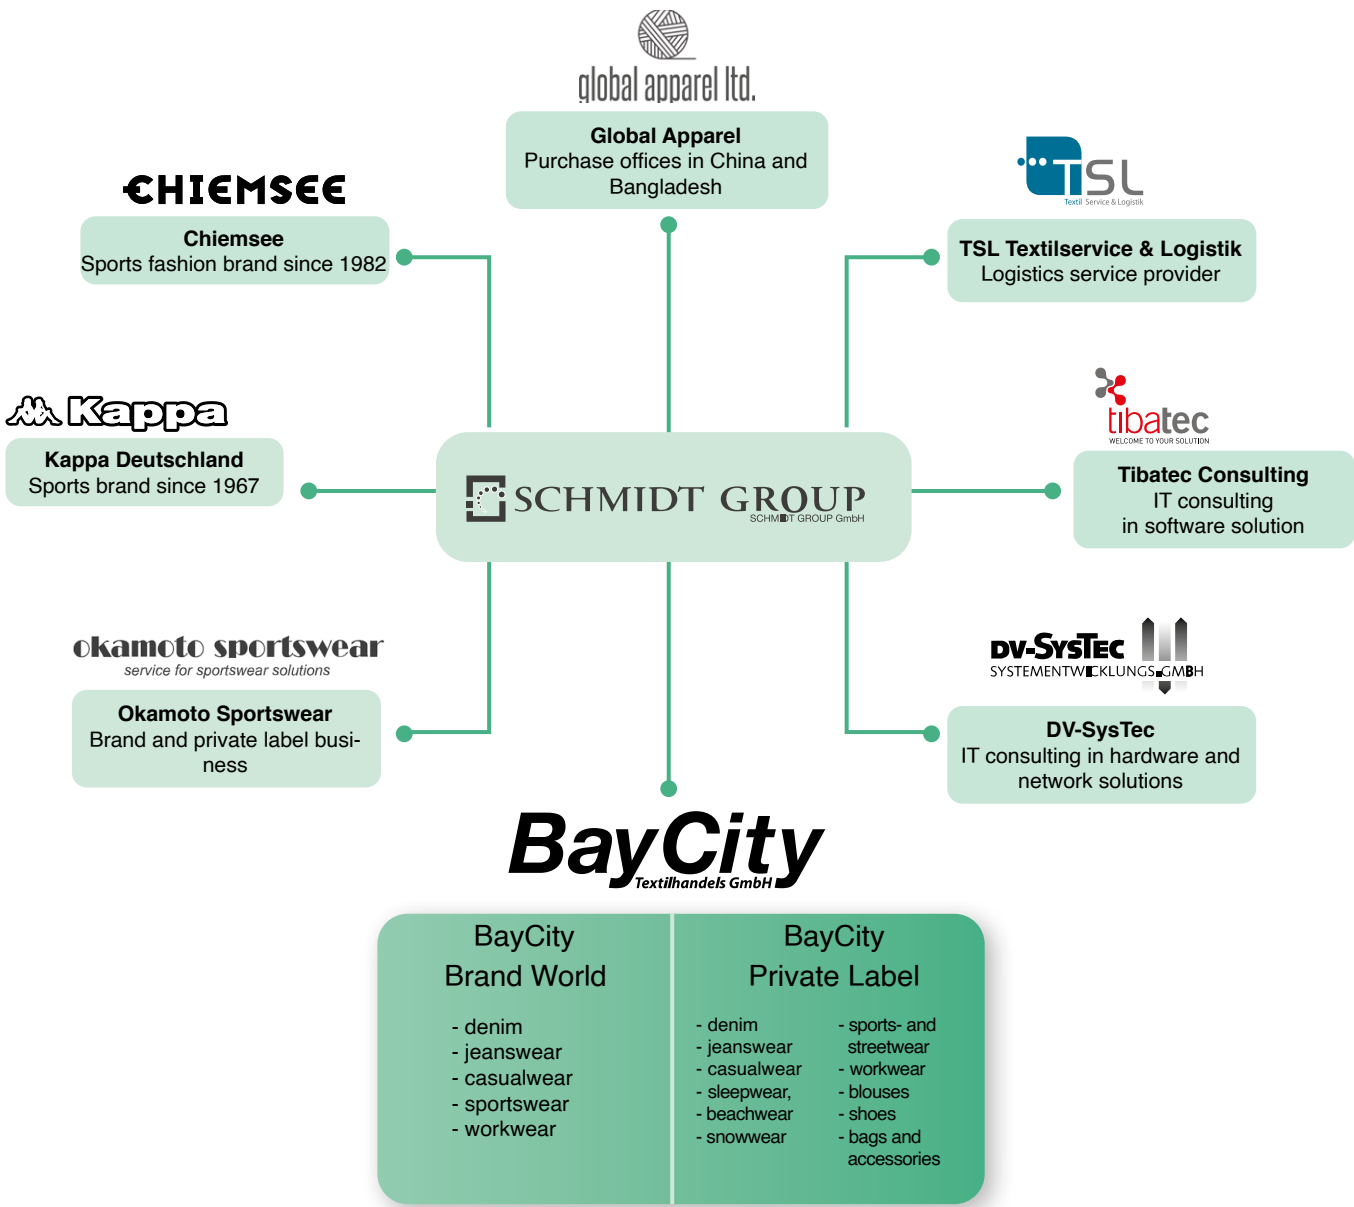 global apparel ltd.
Global Apparel
Purchase offices in China and
Bangladesh
CHIEMSEE
Chiemsee
Sports fashion brand since 1982
TSL
Textil Service & Logistik
TSL Textilservice & Logistik
Logistics service provider
Kappa
Kappa Deutschland
Sports brand since 1967
SCHMIDT GROUP
SCHMIDT GROUP GmbH
tibatec
WELCOME TO YOUR SOLUTION
Tibatec Consulting
IT consulting
in software solution
okamoto sportswear
service for sportswear solutions
Okamoto Sportswear
Brand and private label busi-
ness
DV-SYSTEC
SYSTEMENTWICKLUNGS-GMBH
DV-SysTec
IT consulting in hardware and
network solutions
BayCity
Textilhandels GmbH
BayCity
Brand World
- denim
- jeanswear
- casualwear
- sportswear
- workwear
BayCity
Private Label
- denim
- jeanswear
- casualwear
- sleepwear,
- beachwear
- snowwear
- sports- and
streetwear
- workwear
- blouses
- shoes
- bags and
accessories